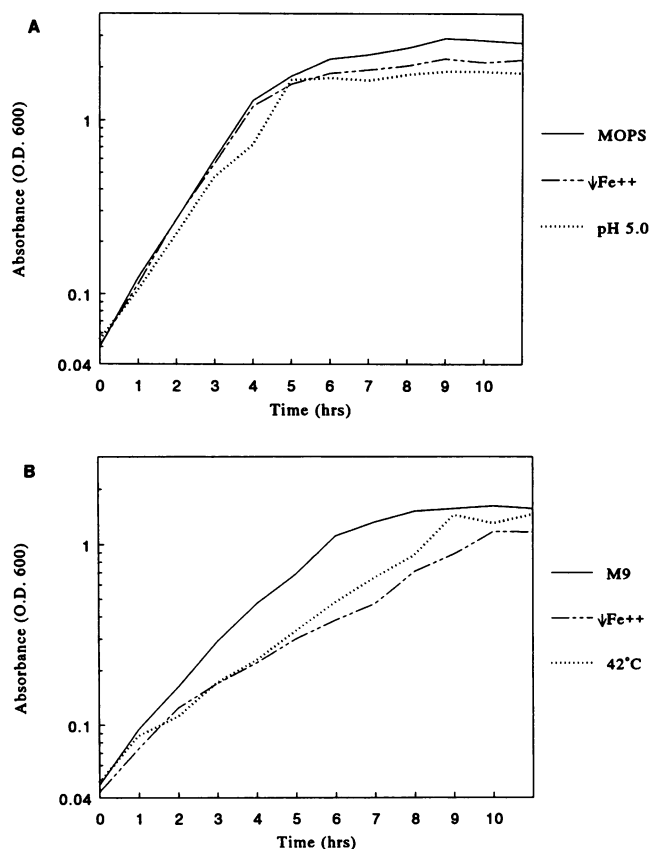 A
Absorbance (O.D. 600)
1
0.1
0.04
0 1 2 3 4 5 6 7 8 9 10
Time (hrs)
MOPS
↓Fe++
pH 5.0
B
Absorbance (O.D. 600)
1
0.1
0.04
0 1 2 3 4 5 6 7 8 9 10
Time (hrs)
M9
↓Fe++
42°C